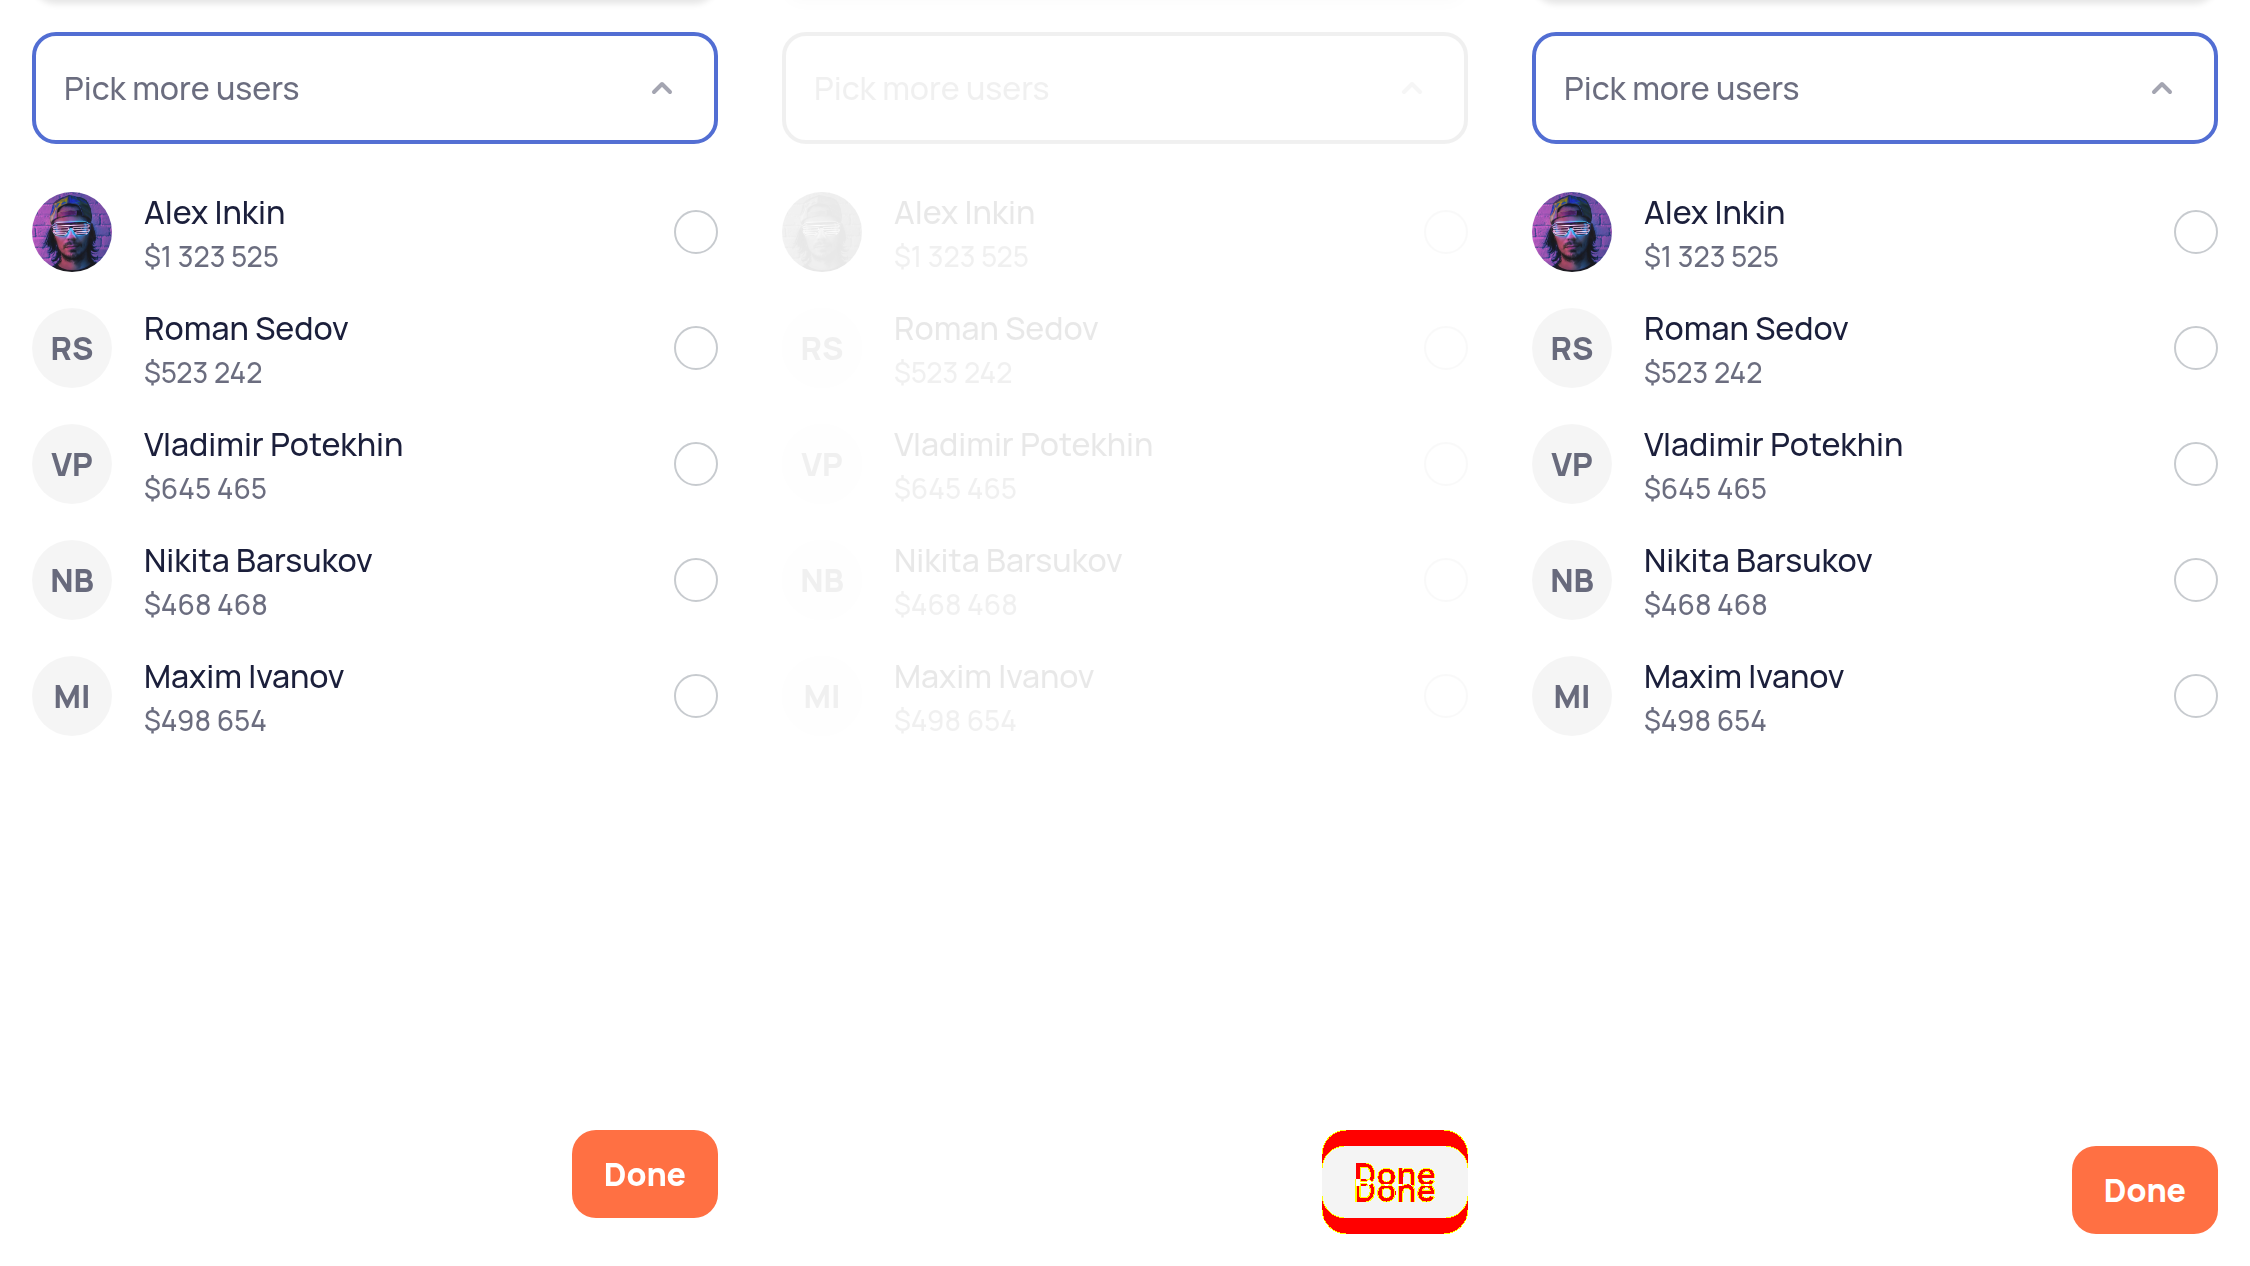 Pick more users
Alex Inkin
$1 323 525
RS
Roman Sedov
$523 242
VP
Vladimir Potekhin
$645 465
NB
Nikita Barsukov
$468 468
MI
Maxim Ivanov
$498 654
Done
Pick more users
Alex Inkin
$1 323 525
RS
Roman Sedov
$523 242
VP
Vladimir Potekhin
$645 465
NB
Nikita Barsukov
$468 468
MI
Maxim Ivanov
$498 654
Done
Done
Pick more users
Alex Inkin
$1 323 525
RS
Roman Sedov
$523 242
VP
Vladimir Potekhin
$645 465
NB
Nikita Barsukov
$468 468
MI
Maxim Ivanov
$498 654
Done